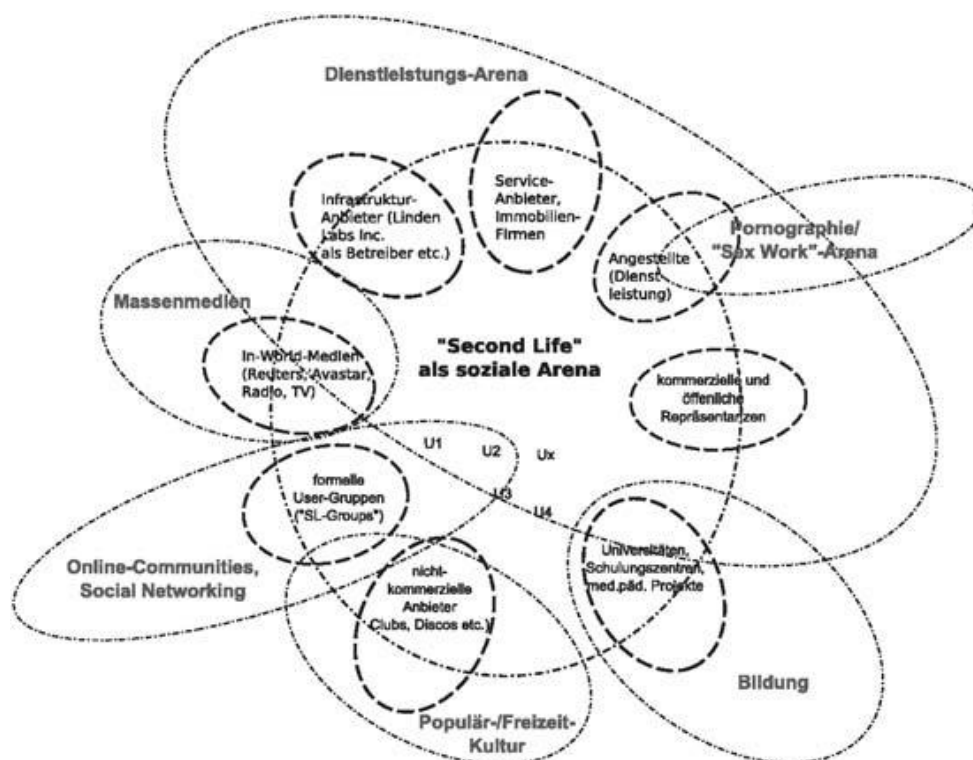 Dienstleistungs-Arena
Infrastruktur-
Anbieter (Linden
Labs Inc.
als Betreiber etc.)
Service-
Anbieter,
Immobilien-
Firmen
Angestellte
(Dienst-
leistung)
Pornographie/
"Sex Work"-Arena
Massenmedien
In-World-Medien
(Reuters, Avastar,
Radio, TV)
"Second Life"
als soziale Arena
kommerzielle und
öffenliche
Repräsentanzen
U1
U2
Ux
U3
U4
formelle
User-Gruppen
("SL-Groups")
Online-Communities,
Social Networking
nicht-
kommerzielle
Anbieter
Clubs, Discos etc.)
Universitäten,
Schulungszentren,
med.päd. Projekte
Bildung
Populär-/Freizeit-
Kultur